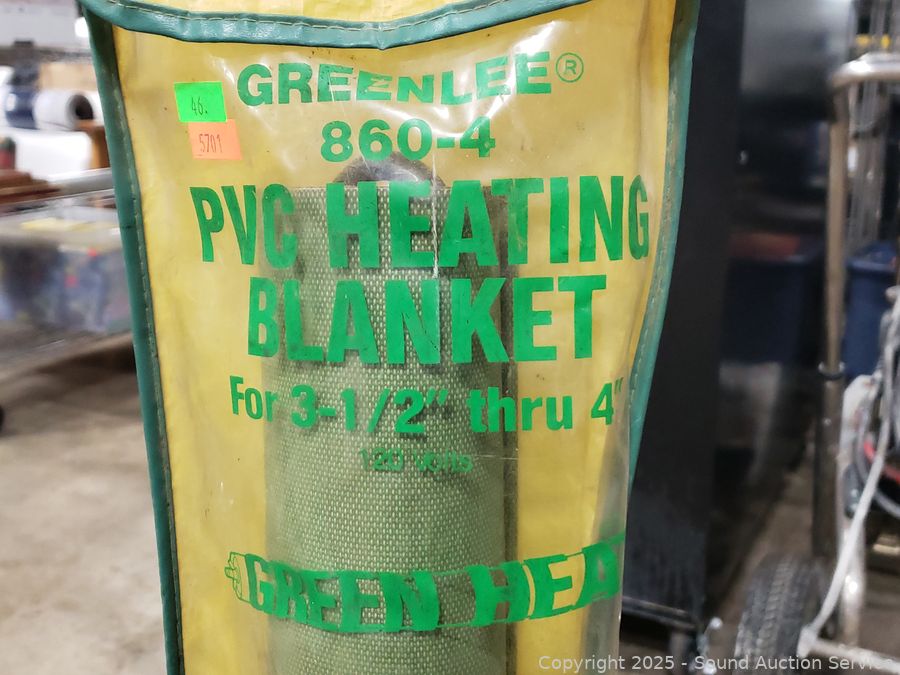 GREENLEE®
46.
5701
860-4
PVC HEATING
BLANKET
For 3-1/2" thru 4"
120 Volts
GREEN HEAT
Copyright 2025 - Sound Auction Service